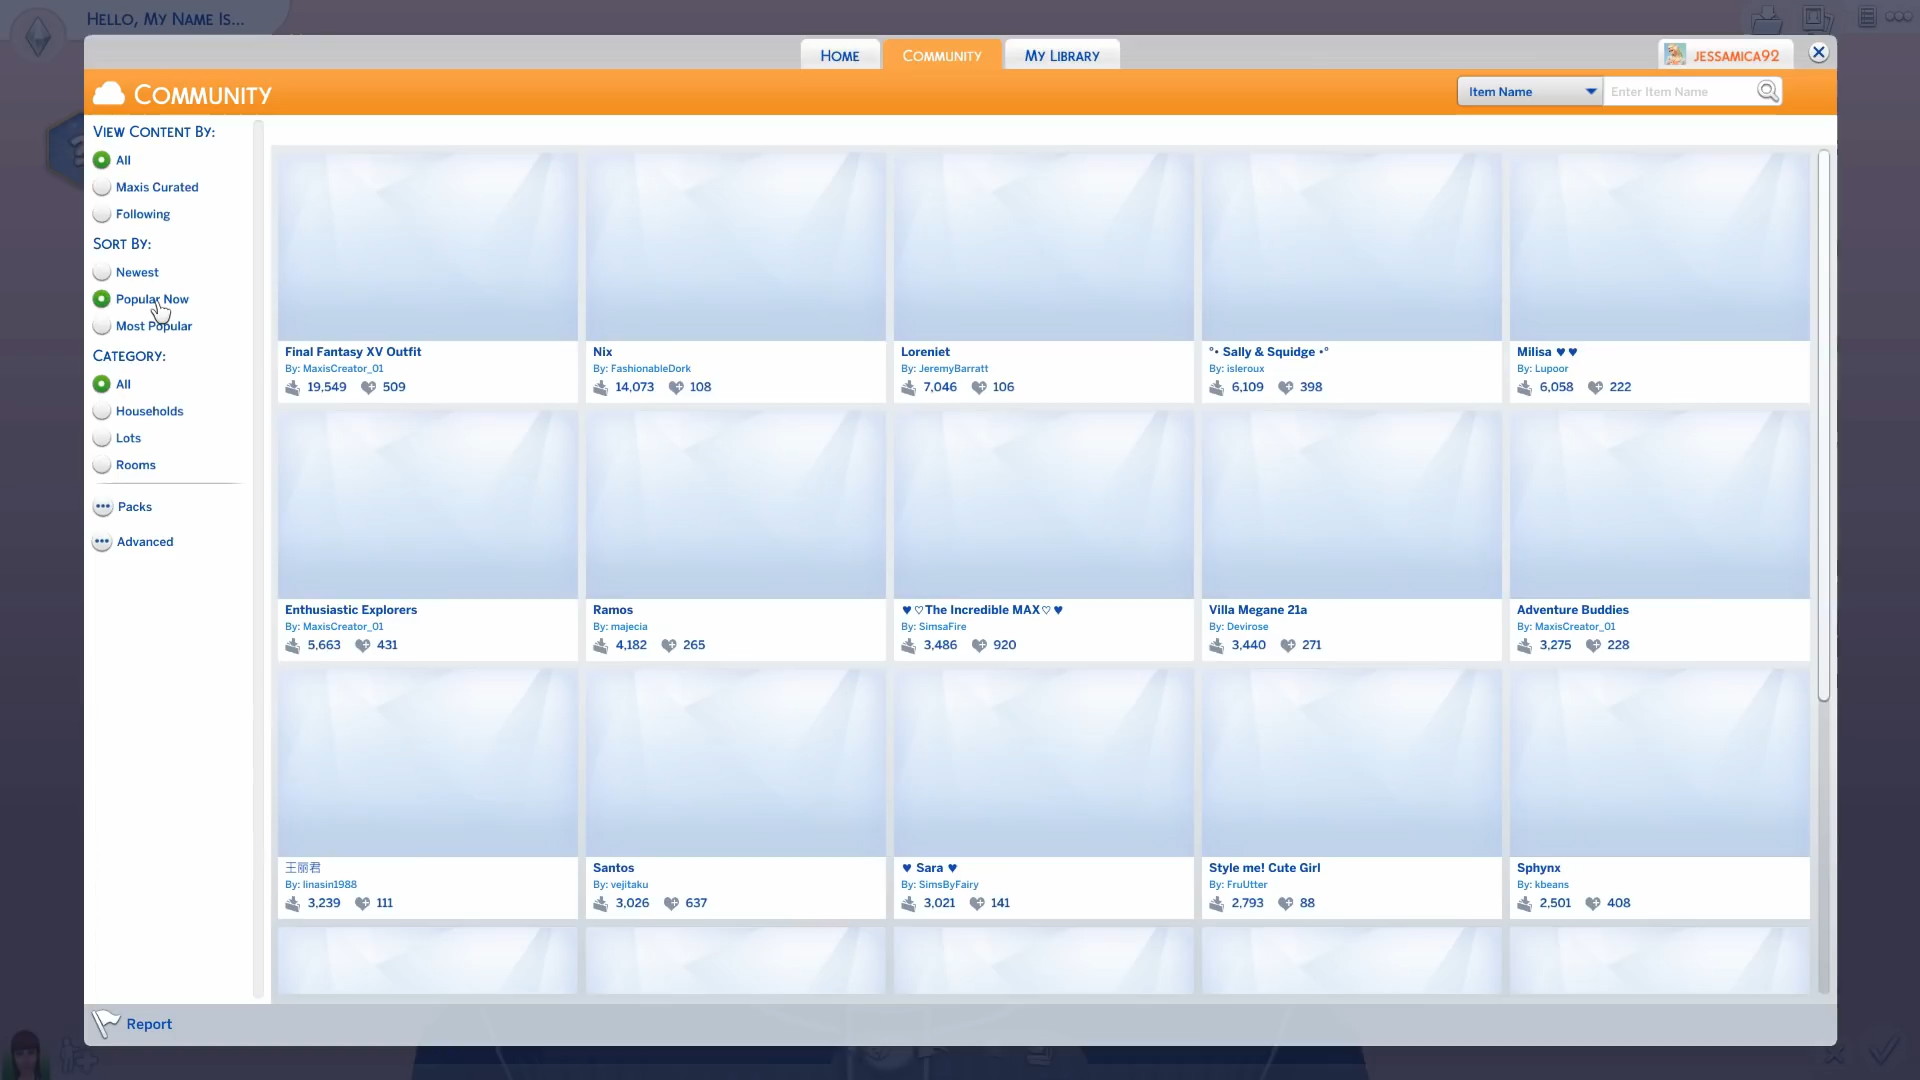 Hello, My Name Is...
Home
Community
My Library
JESSAMICA92
Community
Item Name
Enter Item Name
View Content By:
All
Maxis Curated
Following
Sort By:
Newest
Popular Now
Most Popular
Category:
All
Households
Lots
Rooms
Packs
Advanced
Final Fantasy XV Outfit
By: MaxisCreator_01
19,549 509
Nix
By: FashionableDork
14,073 108
Loreniet
By: JeremyBarratt
7,046 106
°• Sally & Squidge •°
By: isleroux
6,109 398
Milisa ♥ ♥
By: Lupoor
6,058 222
Enthusiastic Explorers
By: MaxisCreator_01
5,663 431
Ramos
By: majecia
4,182 265
♥♡The Incredible MAX♡♥
By: SimsaFire
3,486 920
Villa Megane 21a
By: Devirose
3,440 271
Adventure Buddies
By: MaxisCreator_01
3,275 228
王丽君
By: linasin1988
3,239 111
Santos
By: vejitaku
3,026 637
♥ Sara ♥
By: SimsByFairy
3,021 141
Style me! Cute Girl
By: FruUtter
2,793 88
Sphynx
By: kbeans
2,501 408
Report